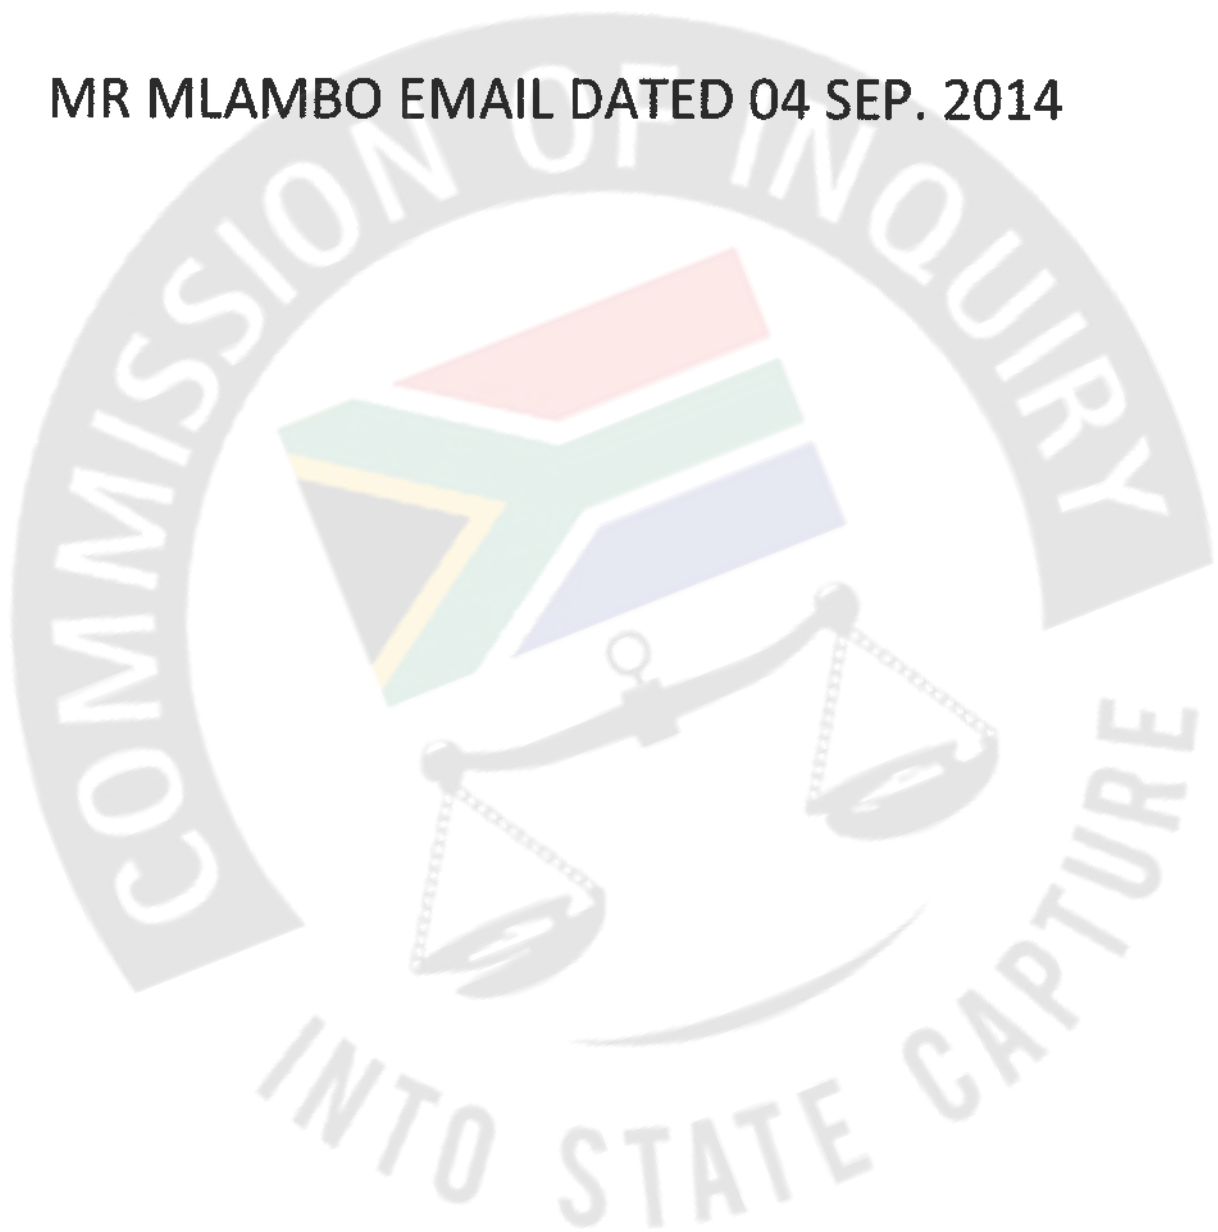 MR MLAMBO EMAIL DATED 04 SEP. 2014
COMMISSION OF INQUIRY
INTO STATE CAPTURE